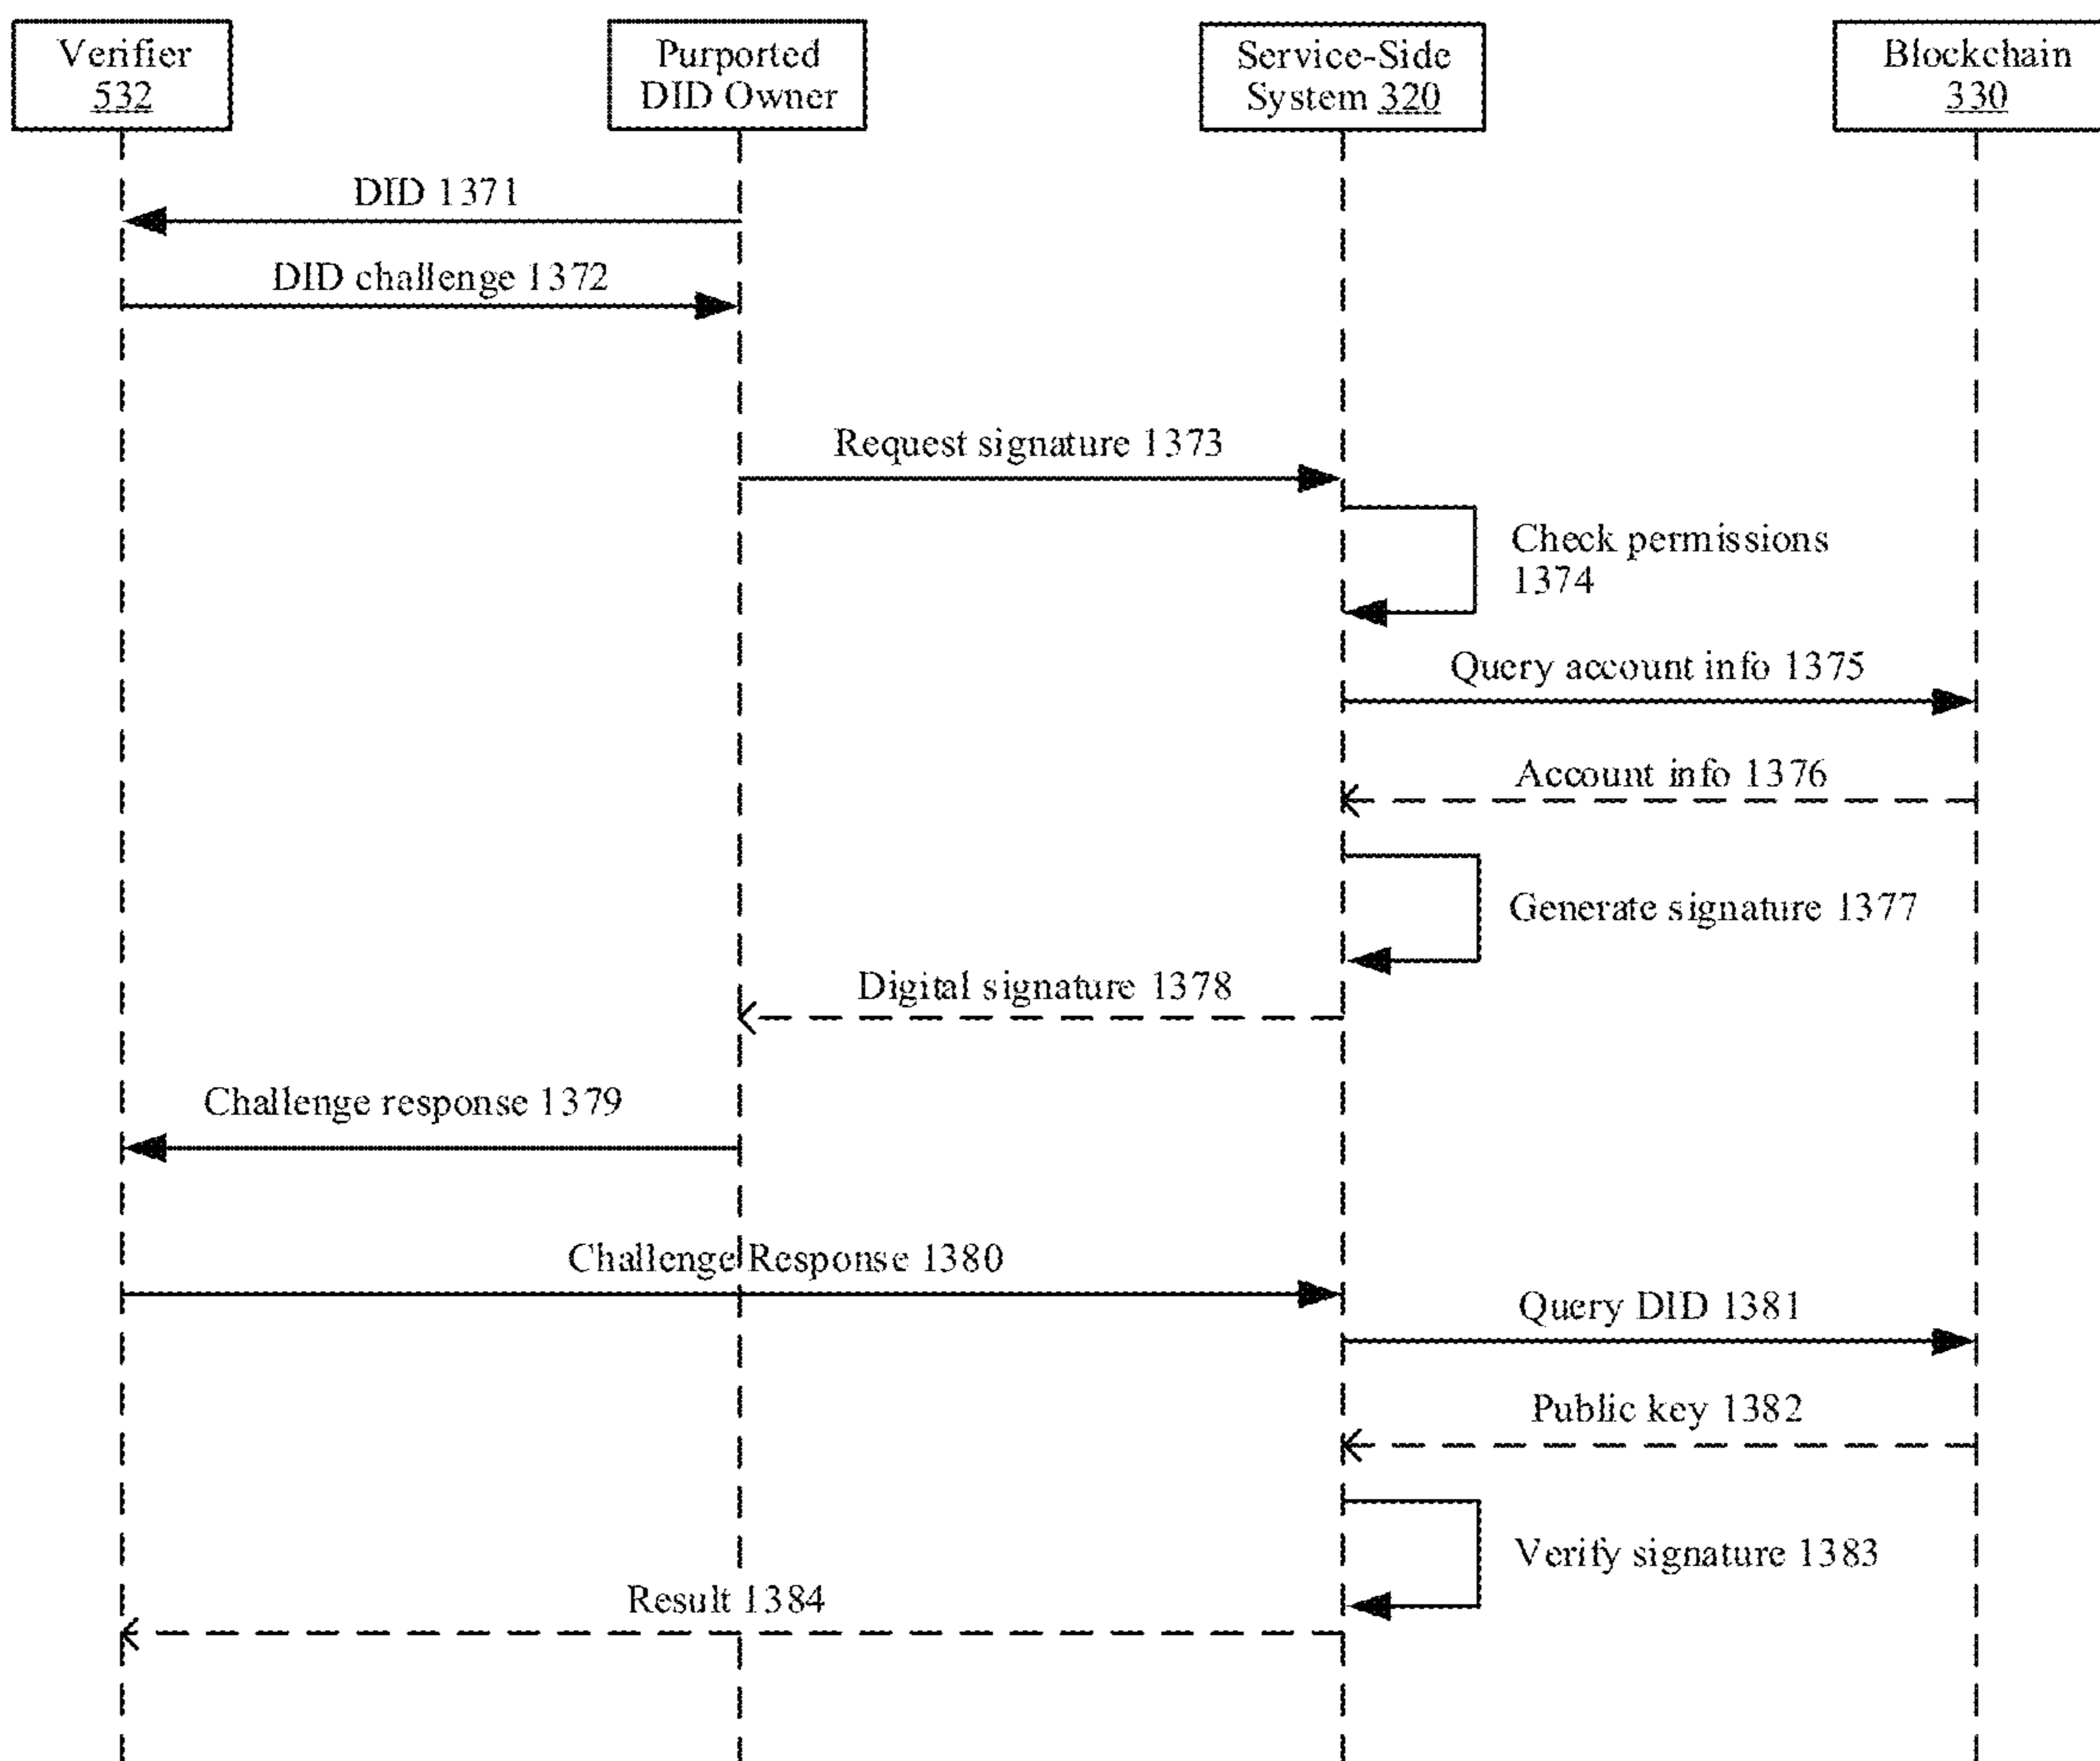 Verifier
532
Purported
DID Owner
Service-Side
System 320
Blockchain
330
DID 1371
DID challenge 1372
Request signature 1373
Check permissions
1374
Query account info 1375
Account info 1376
Generate signature 1377
Digital signature 1378
Challenge response 1379
Challenge Response 1380
Query DID 1381
Public key 1382
Verify signature 1383
Result 1384